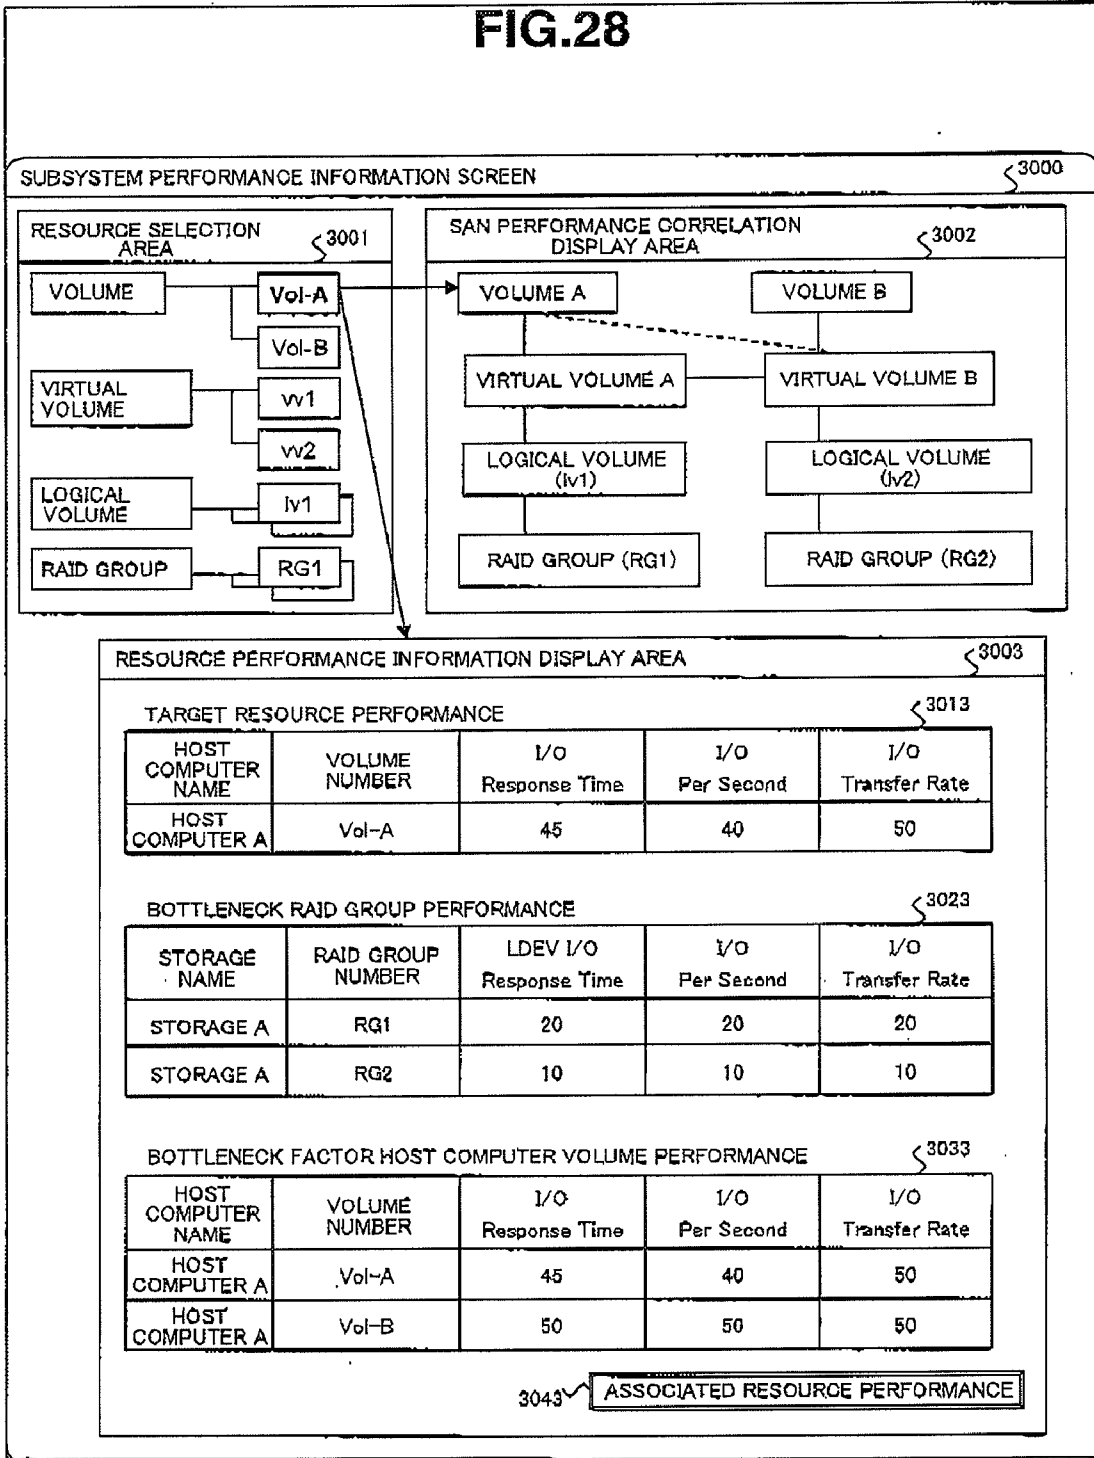 FIG.28
SUBSYSTEM PERFORMANCE INFORMATION SCREEN
3000
RESOURCE SELECTION
AREA
3001
VOLUME
Vol-A
Vol-B
VIRTUAL
VOLUME
vv1
vv2
LOGICAL
VOLUME
lv1
RAID GROUP
RG1
SAN PERFORMANCE CORRELATION
DISPLAY AREA
3002
VOLUME A
VOLUME B
VIRTUAL VOLUME A
VIRTUAL VOLUME B
LOGICAL VOLUME
(lv1)
LOGICAL VOLUME
(lv2)
RAID GROUP (RG1)
RAID GROUP (RG2)
RESOURCE PERFORMANCE INFORMATION DISPLAY AREA
3003
TARGET RESOURCE PERFORMANCE
3013
HOST
COMPUTER
NAME
VOLUME
NUMBER
I/O
Response Time
I/O
Per Second
I/O
Transfer Rate
HOST
COMPUTER A
Vol-A
45
40
50
BOTTLENECK RAID GROUP PERFORMANCE
3023
STORAGE
NAME
RAID GROUP
NUMBER
LDEV I/O
Response Time
I/O
Per Second
I/O
Transfer Rate
STORAGE A
RG1
20
20
20
STORAGE A
RG2
10
10
10
BOTTLENECK FACTOR HOST COMPUTER VOLUME PERFORMANCE
3033
HOST
COMPUTER
NAME
VOLUME
NUMBER
I/O
Response Time
I/O
Per Second
I/O
Transfer Rate
HOST
COMPUTER A
Vol-A
45
40
50
HOST
COMPUTER A
Vol-B
50
50
50
3043
ASSOCIATED RESOURCE PERFORMANCE